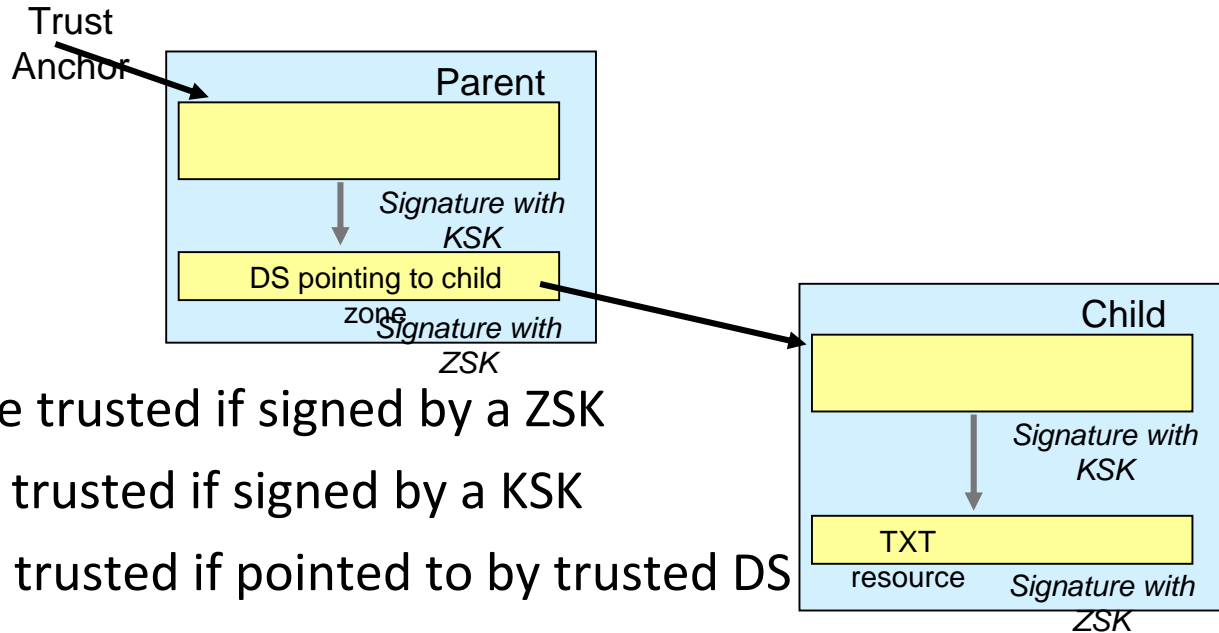 Trust
Anchor
Parent
Signature with
KSK
DS pointing to child
zone
Signature with
ZSK
Child
Signature with
KSK
TXT
resource
Signature with
ZSK
e trusted if signed by a ZSK
trusted if signed by a KSK
trusted if pointed to by trusted DS